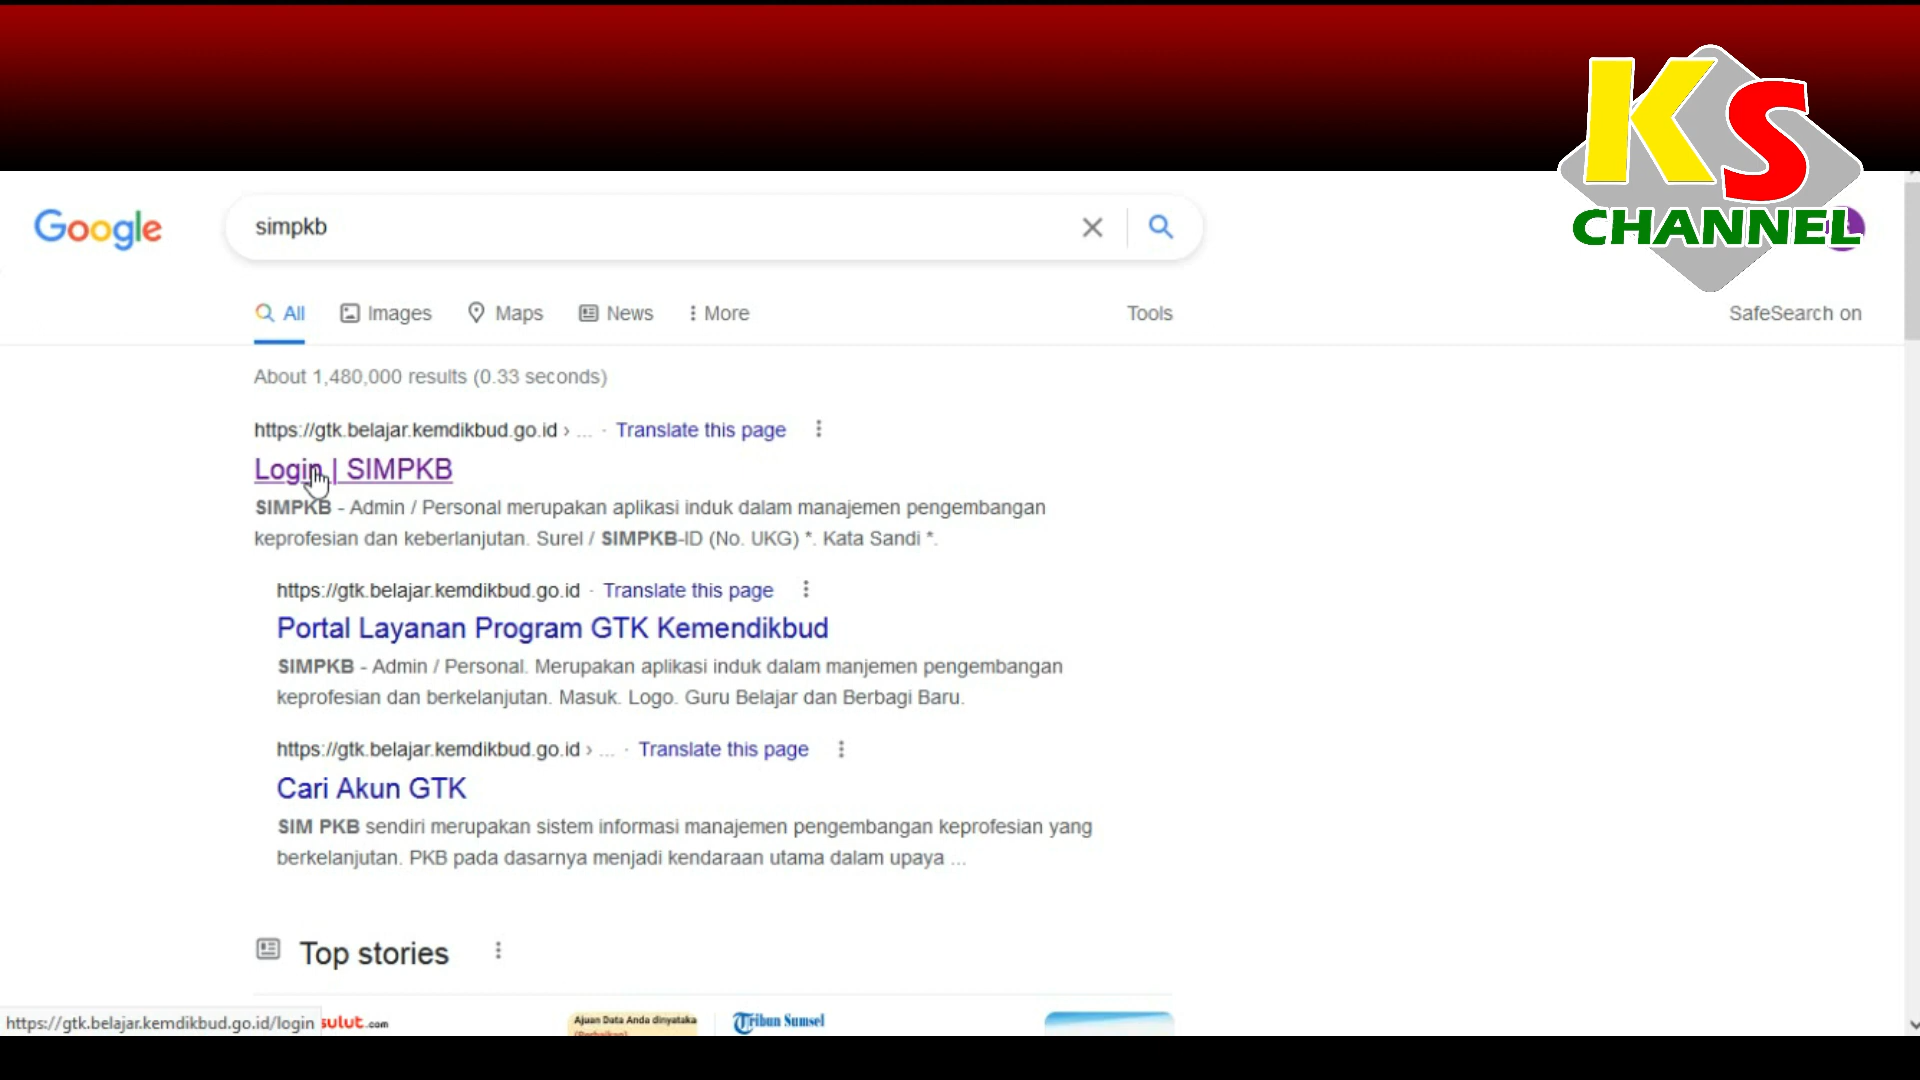 KS
CHANNEL
Google
simpkb
All
Images
Maps
News
More
Tools
SafeSearch on
About 1,480,000 results (0.33 seconds)
https://gtk.belajar.kemdikbud.go.id › ... · Translate this page
Login | SIMPKB
SIMPKB - Admin / Personal merupakan aplikasi induk dalam manajemen pengembangan
keprofesian dan keberlanjutan. Surel / SIMPKB-ID (No. UKG) *. Kata Sandi *.
https://gtk.belajar.kemdikbud.go.id · Translate this page
Portal Layanan Program GTK Kemendikbud
SIMPKB - Admin / Personal. Merupakan aplikasi induk dalam manjemen pengembangan
keprofesian dan berkelanjutan. Masuk. Logo. Guru Belajar dan Berbagi Baru.
https://gtk.belajar.kemdikbud.go.id › ... · Translate this page
Cari Akun GTK
SIM PKB sendiri merupakan sistem informasi manajemen pengembangan keprofesian yang
berkelanjutan. PKB pada dasarnya menjadi kendaraan utama dalam upaya ...
Top stories
https://gtk.belajar.kemdikbud.go.id/login
sulut.com
Ajuan Data Anda dinyataka
Tribun Sumsel